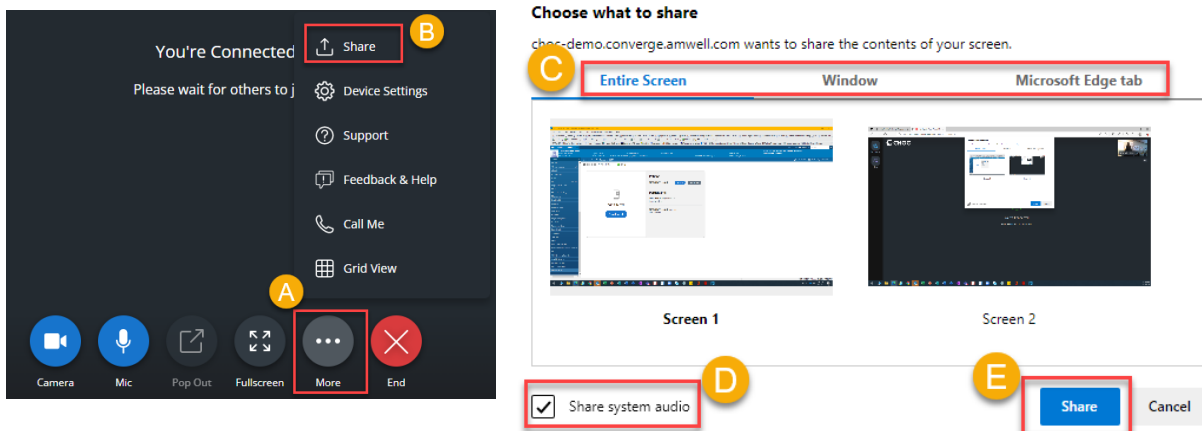 You're Connected
Please wait for others to j
B
Share
Device Settings
Support
Feedback & Help
Call Me
Grid View
A
Camera
Mic
Pop Out
Fullscreen
More
End
Choose what to share
choc-demo.converge.amwell.com wants to share the contents of your screen.
C
Entire Screen
Window
Microsoft Edge tab
CHOC
Screen 1
Screen 2
D
Share system audio
E
Share
Cancel